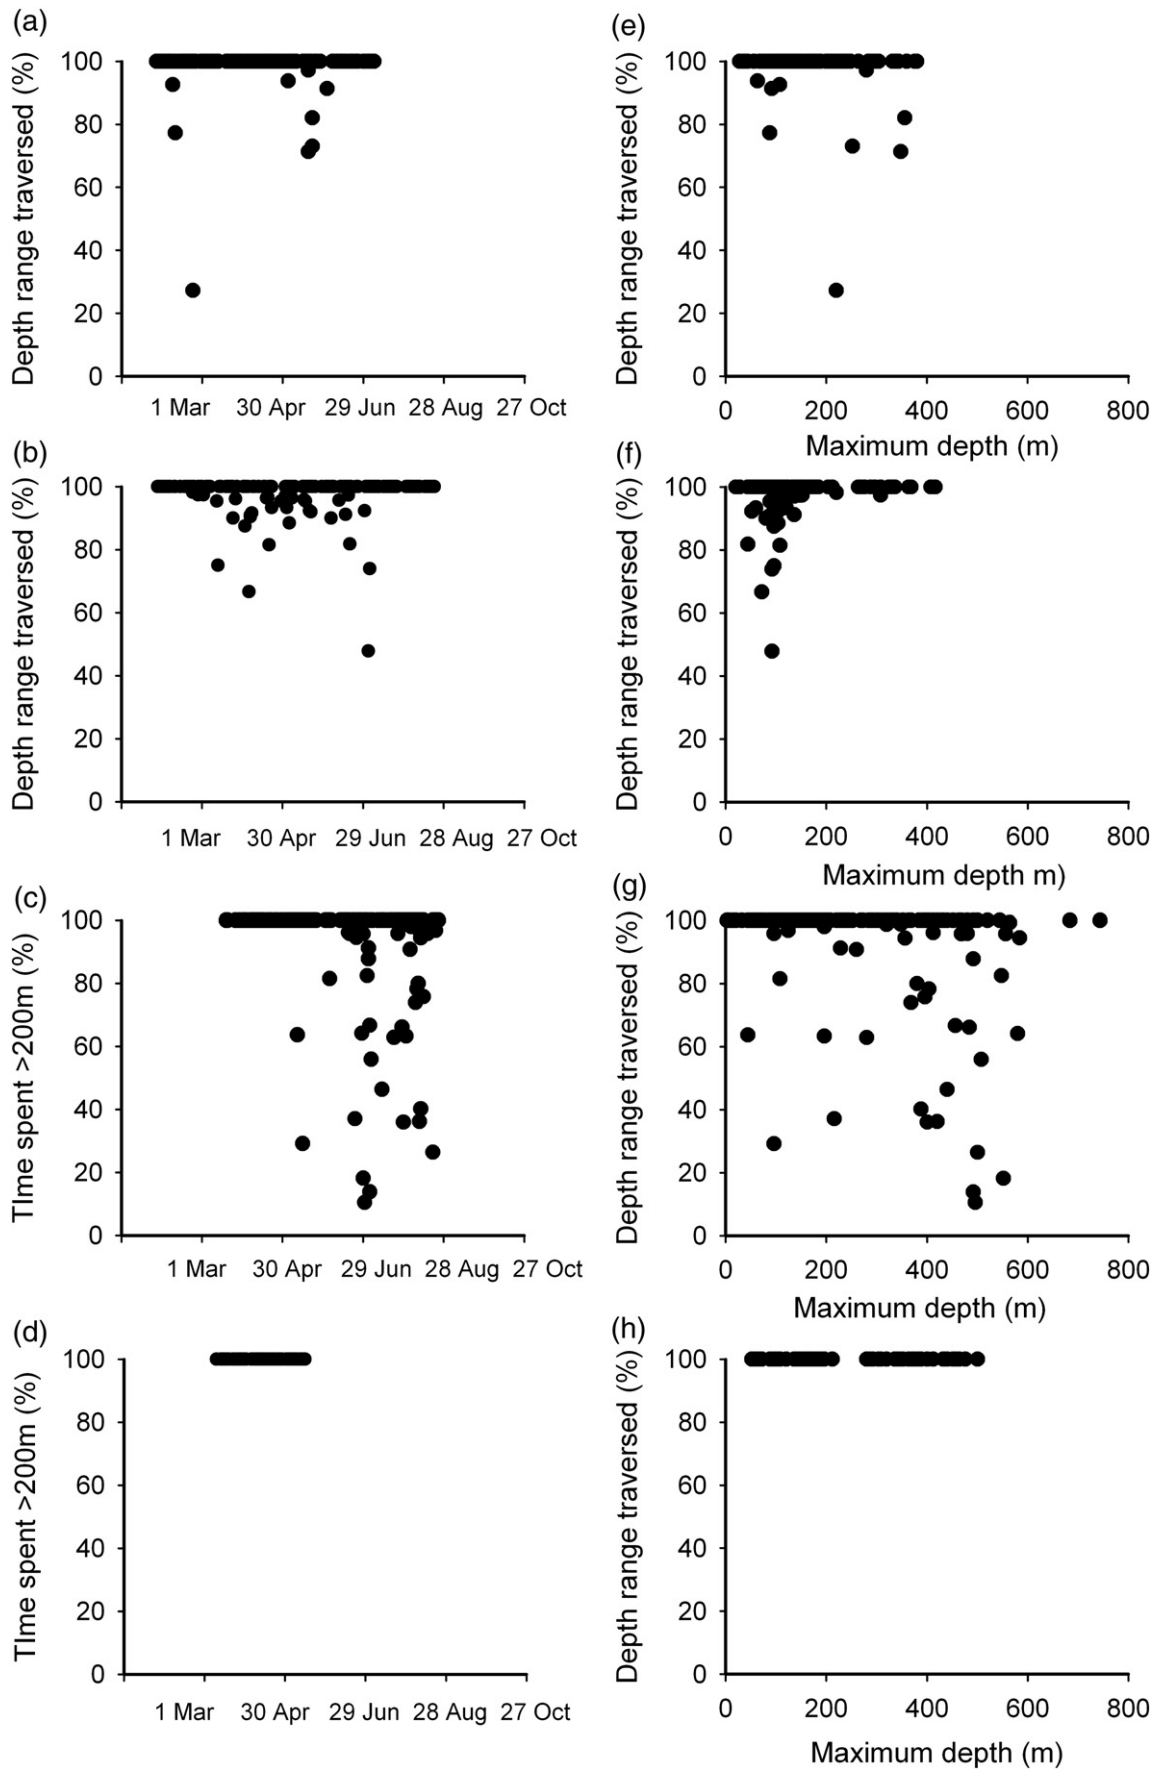 (a)
Depth range traversed (%)
100
80
60
40
20
0
1 Mar 30 Apr 29 Jun 28 Aug 27 Oct
(e)
Depth range traversed (%)
100
80
60
40
20
0
0 200 400 600 800
Maximum depth (m)
(b)
Depth range traversed (%)
100
80
60
40
20
0
1 Mar 30 Apr 29 Jun 28 Aug 27 Oct
(f)
Depth range traversed (%)
100
80
60
40
20
0
0 200 400 600 800
Maximum depth m)
(c)
TIme spent >200m (%)
100
80
60
40
20
0
1 Mar 30 Apr 29 Jun 28 Aug 27 Oct
(g)
Depth range traversed (%)
100
80
60
40
20
0
0 200 400 600 800
Maximum depth (m)
(d)
TIme spent >200m (%)
100
80
60
40
20
0
1 Mar 30 Apr 29 Jun 28 Aug 27 Oct
(h)
Depth range traversed (%)
100
80
60
40
20
0
0 200 400 600 800
Maximum depth (m)